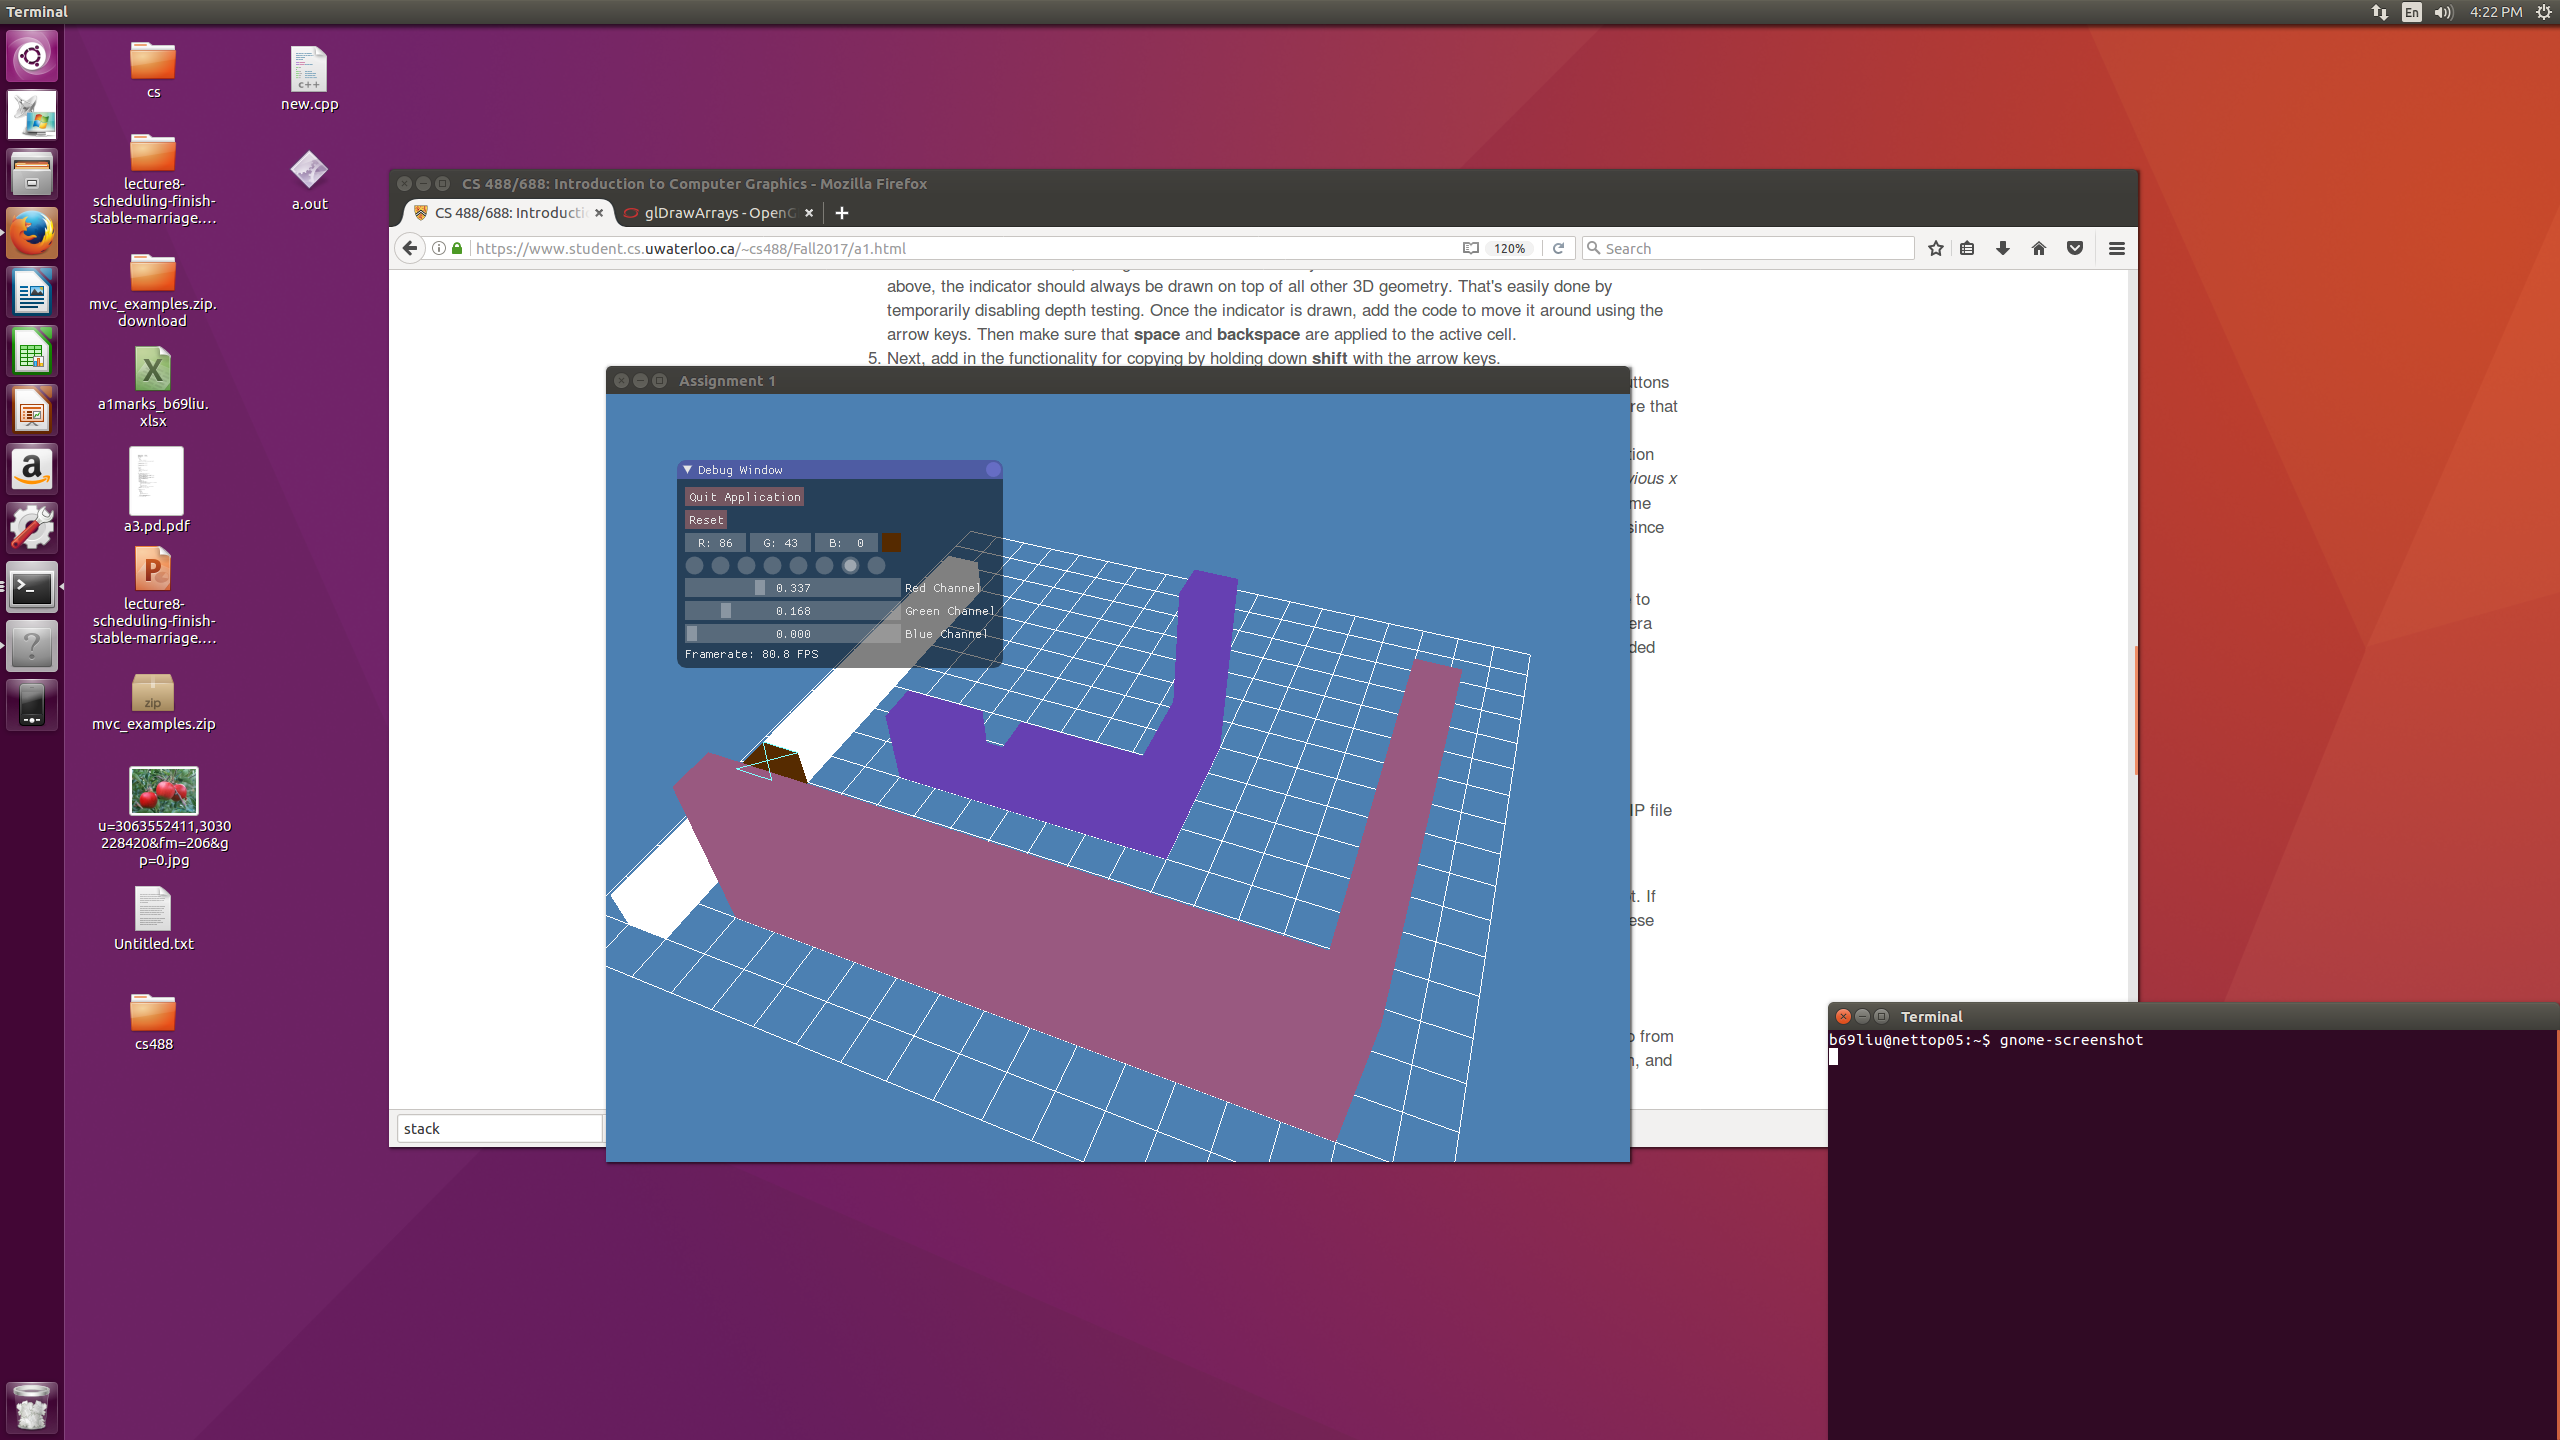 Terminal
En
4:22 PM
cs
new.cpp
lecture8-
scheduling-finish-
stable-marriage....
a.out
mvc_examples.zip.
download
a1marks_b69liu.
xlsx
a3.pd.pdf
lecture8-
scheduling-finish-
stable-marriage....
zip
mvc_examples.zip
u=3063552411,3030
228420&fm=206&g
p=0.jpg
Untitled.txt
cs488
CS 488/688: Introduction to Computer Graphics - Mozilla Firefox
CS 488/688: Introducti
glDrawArrays - OpenG
https://www.student.cs.uwaterloo.ca/~cs488/Fall2017/a1.html
120%
Search
above, the indicator should always be drawn on top of all other 3D geometry. That's easily done by
temporarily disabling depth testing. Once the indicator is drawn, add the code to move it around using the
arrow keys. Then make sure that space and backspace are applied to the active cell.
5. Next, add in the functionality for copying by holding down shift with the arrow keys.
ttons
re that
tion
vious x
me
since
to
era
ded
IP file
t. If
ese
from
, and
stack
Assignment 1
Debug Window
Quit Application
Reset
R: 86 G: 43 B: 0
0.337 Red Channel
0.168 Green Channel
0.000 Blue Channel
Framerate: 80.8 FPS
Terminal
b69liu@nettop05:~$ gnome-screenshot